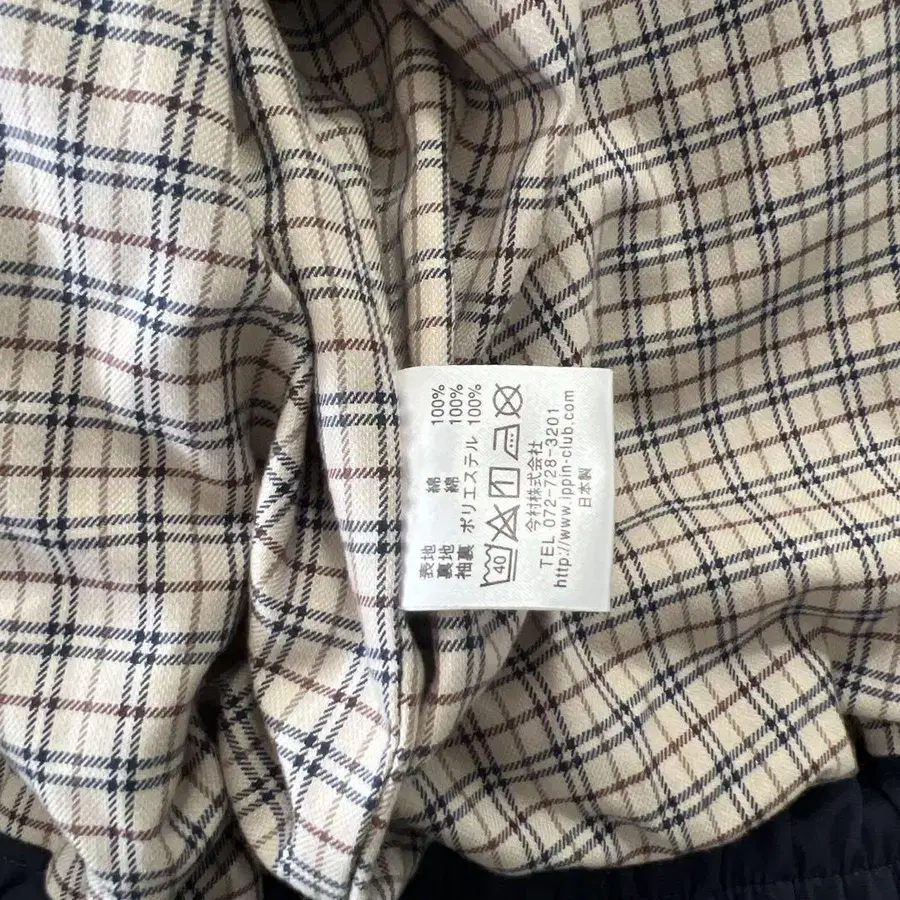 表地 綿 100%
裏地 綿 100%
袖裏 ポリエステル 100%
40
今村株式会社
TEL 072-728-3201
http://www.ippin-club.com
日本製